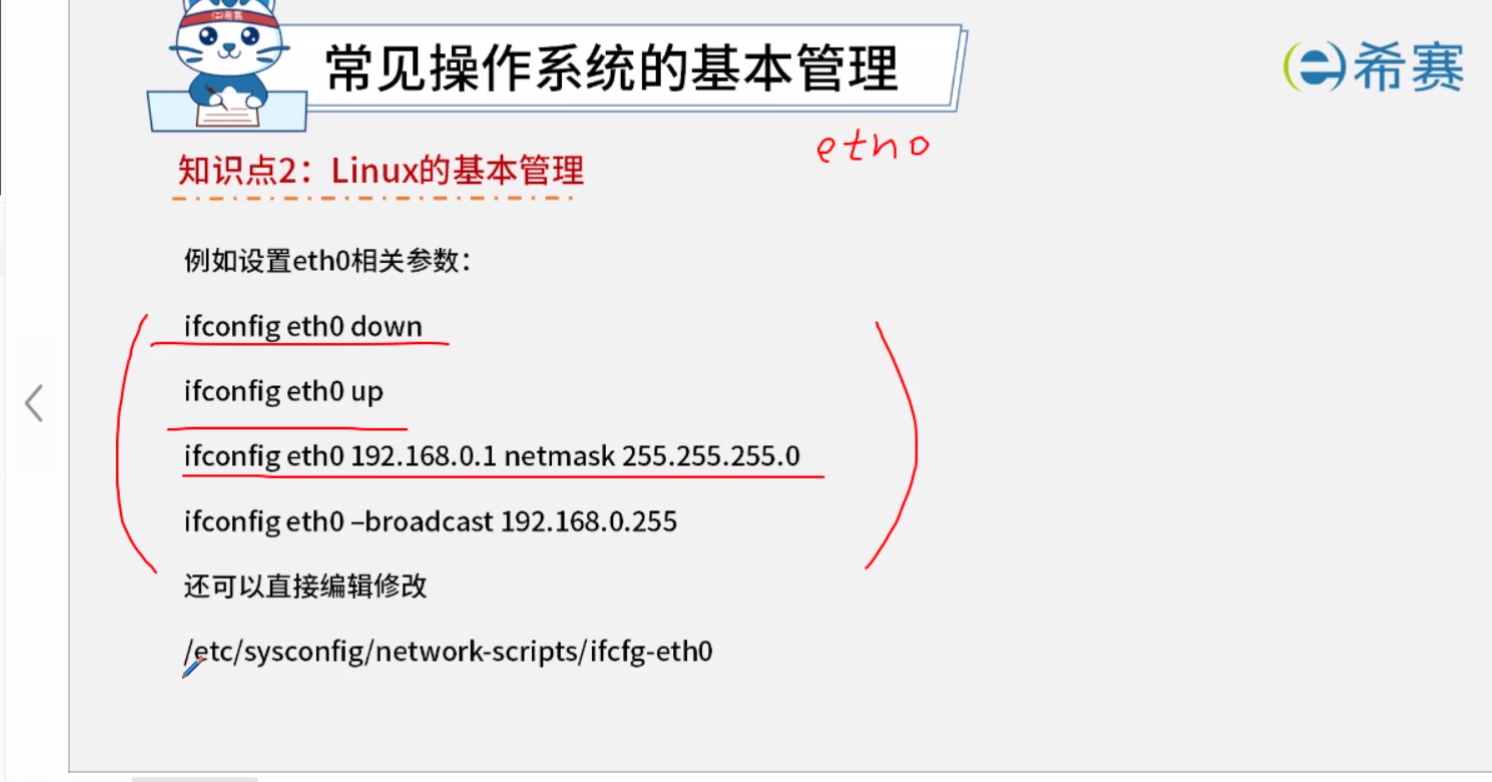 希赛
常见操作系统的基本管理
希赛
etho
知识点2：Linux的基本管理
例如设置eth0相关参数：
ifconfig eth0 down
ifconfig eth0 up
ifconfig eth0 192.168.0.1 netmask 255.255.255.0
ifconfig eth0 –broadcast 192.168.0.255
还可以直接编辑修改
/etc/sysconfig/network-scripts/ifcfg-eth0